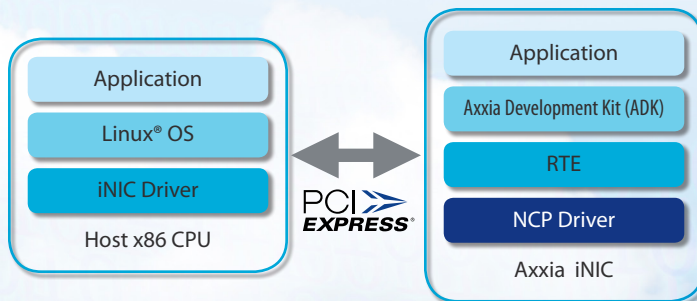 Application
Linux® OS
iNIC Driver
Host x86 CPU
PCI
EXPRESS®
Application
Axxia Development Kit (ADK)
RTE
NCP Driver
Axxia iNIC